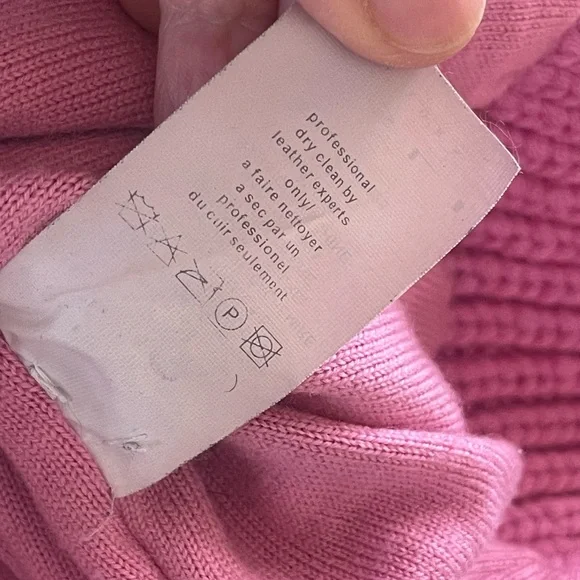 professional
dry clean by
leather experts
only!
a faire nettoyer
a sec par un
professionel
du cuir seulement
P